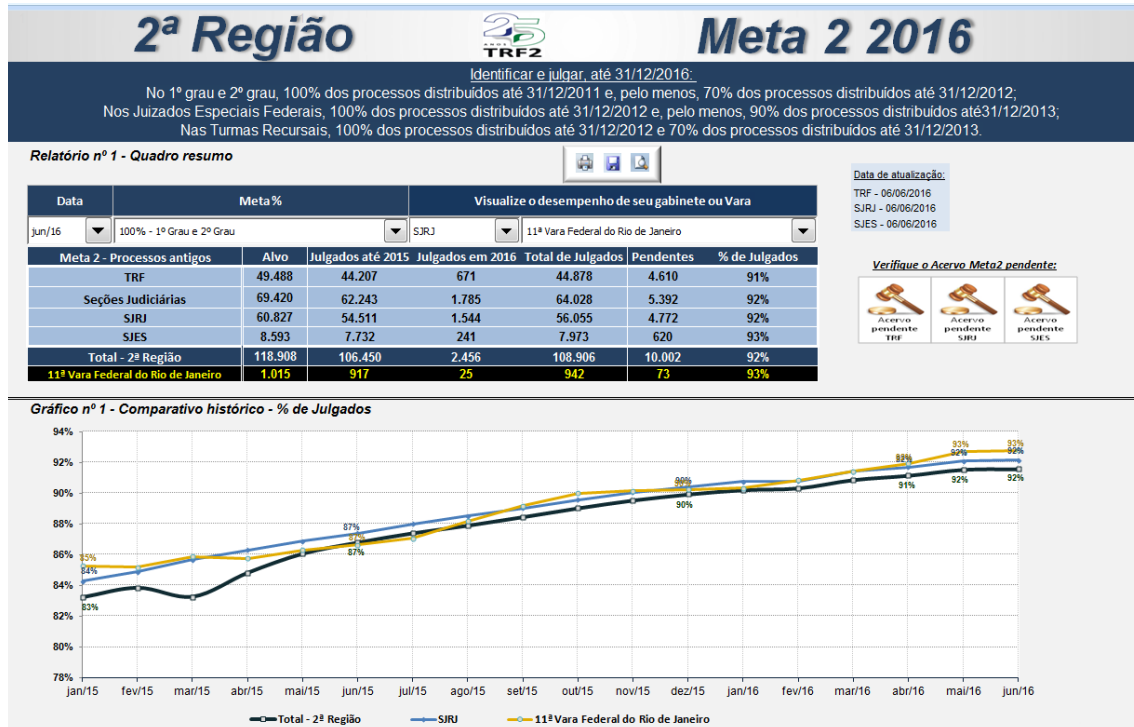 2ª Região
25
ANOS
TRF2
Meta 2 2016
Identificar e julgar, até 31/12/2016:
No 1º grau e 2º grau, 100% dos processos distribuídos até 31/12/2011 e, pelo menos, 70% dos processos distribuídos até 31/12/2012;
Nos Juizados Especiais Federais, 100% dos processos distribuídos até 31/12/2012 e, pelo menos, 90% dos processos distribuídos até31/12/2013;
Nas Turmas Recursais, 100% dos processos distribuídos até 31/12/2012 e 70% dos processos distribuídos até 31/12/2013.
Relatório nº 1 - Quadro resumo
Data de atualização:
TRF - 06/06/2016
SJRJ - 06/06/2016
SJES - 06/06/2016
Data Meta% Visualize o desempenho de seu gabinete ou Vara
jun/16 100% - 1º Grau e 2º Grau SJRJ 11ª Vara Federal do Rio de Janeiro
Meta 2 - Processos antigos Alvo Julgados até 2015 Julgados em 2016 Total de Julgados Pendentes % de Julgados
TRF 49.488 44.207 671 44.878 4.610 91%
Seções Judiciárias 69.420 62.243 1.785 64.028 5.392 92%
SJRJ 60.827 54.511 1.544 56.055 4.772 92%
SJES 8.593 7.732 241 7.973 620 93%
Total - 2ª Região 118.908 106.450 2.456 108.906 10.002 92%
11ª Vara Federal do Rio de Janeiro 1.015 917 25 942 73 93%
Verifique o Acervo Meta2 pendente:
Acervo pendente TRF
Acervo pendente SJRJ
Acervo pendente SJES
Gráfico nº 1 - Comparativo histórico - % de Julgados
94%
92%
90%
88%
86%
84%
82%
80%
78%
85%
84%
83%
87%
87%
87%
90%
90%
92%
91%
93%
92%
92%
93%
92%
92%
jan/15 fev/15 mar/15 abr/15 mai/15 jun/15 jul/15 ago/15 set/15 out/15 nov/15 dez/15 jan/16 fev/16 mar/16 abr/16 mai/16 jun/16
Total - 2ª Região SJRJ 11ª Vara Federal do Rio de Janeiro